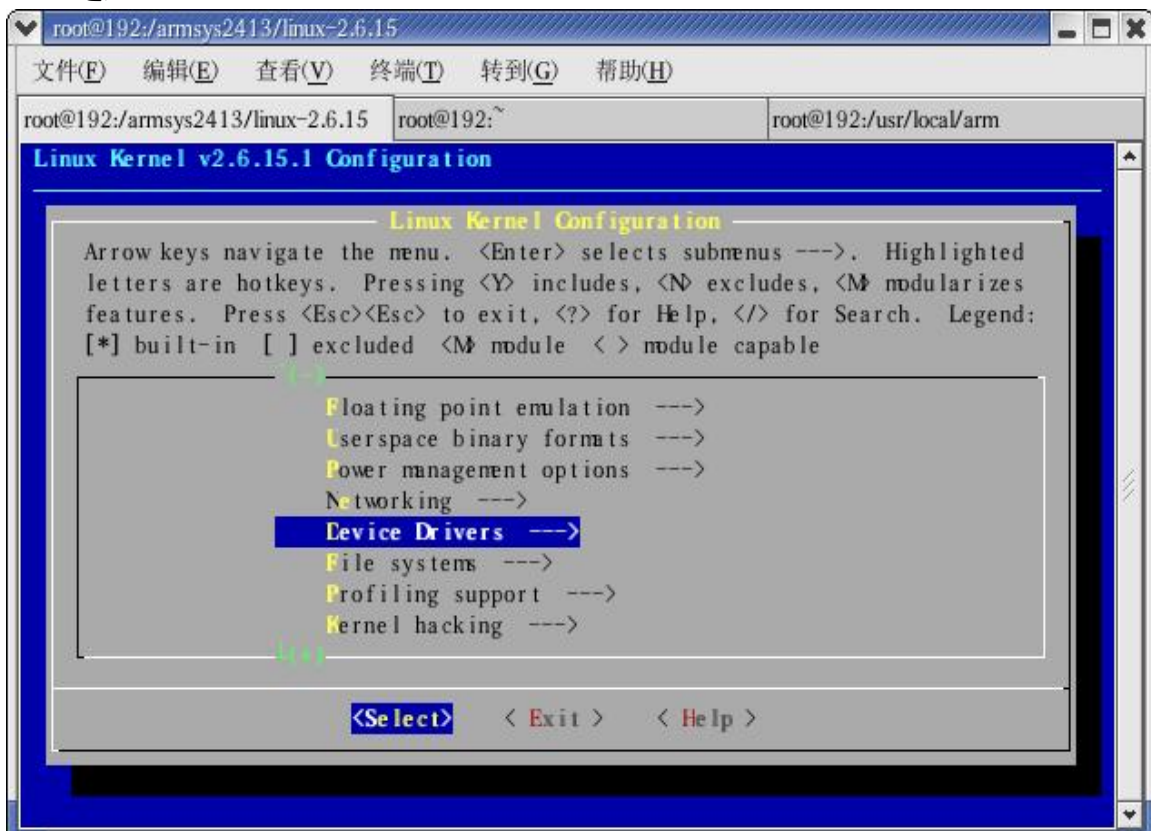 root@192:/armsys2413/linux-2.6.15
文件(F) 编辑(E) 查看(V) 终端(T) 转到(G) 帮助(H)
root@192:/armsys2413/linux-2.6.15 root@192:~ root@192:/usr/local/arm
Linux Kernel v2.6.15.1 Configuration
Linux Kernel Configuration
Arrow keys navigate the menu. <Enter> selects submenus --->. Highlighted
letters are hotkeys. Pressing <Y> includes, <N> excludes, <M> modularizes
features. Press <Esc><Esc> to exit, <?> for Help, </> for Search. Legend:
[*] built-in [ ] excluded <M> module < > module capable
(-)
Floating point emulation --->
Userspace binary formats --->
Power management options --->
Networking --->
Device Drivers --->
File systems --->
Profiling support --->
Kernel hacking --->
(+)
<Select> < Exit > < Help >